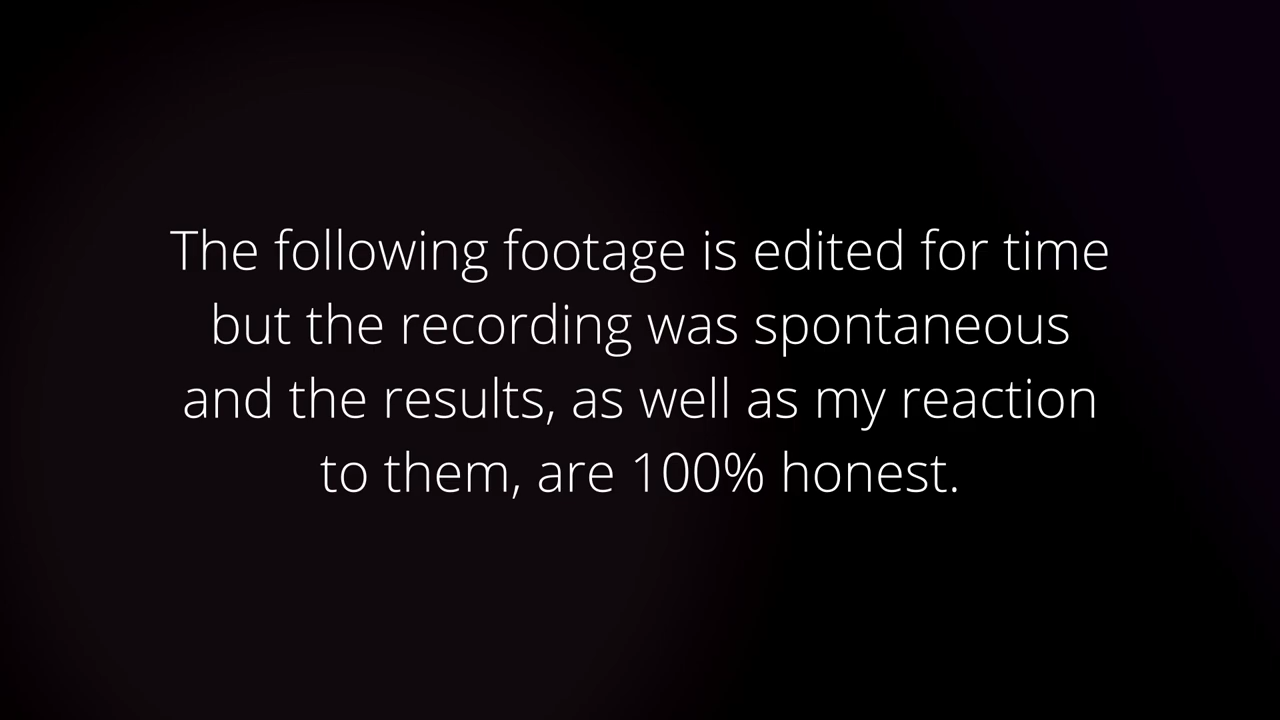 The following footage is edited for time
but the recording was spontaneous
and the results, as well as my reaction
to them, are 100% honest.